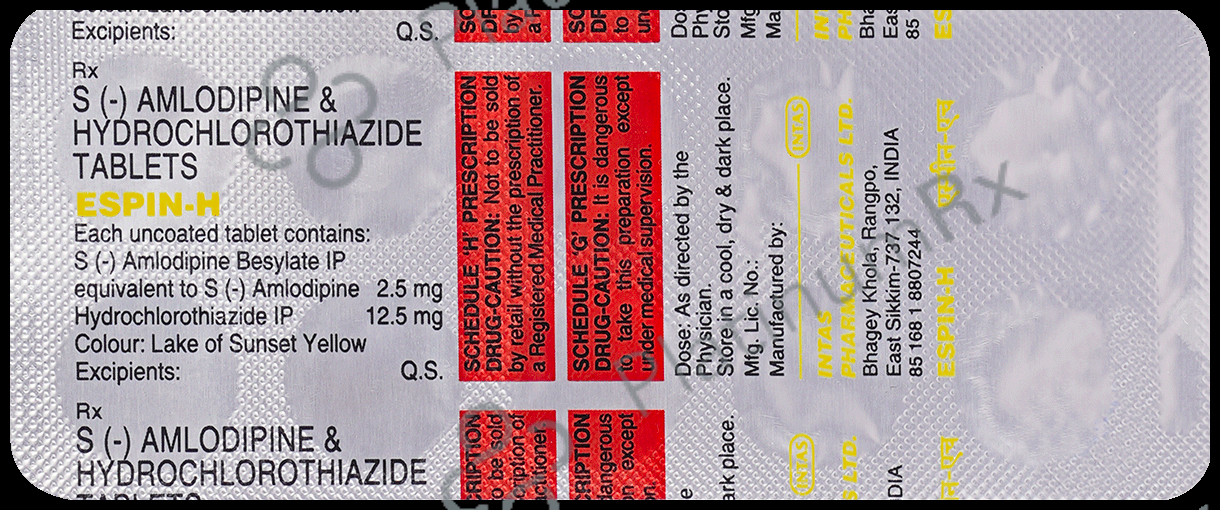 Excipients: Q.S.
Rx
S (-) AMLODIPINE &
HYDROCHLOROTHIAZIDE
TABLETS
ESPIN-H
Each uncoated tablet contains:
S (-) Amlodipine Besylate IP
equivalent to S (-) Amlodipine 2.5 mg
Hydrochlorothiazide IP 12.5 mg
Colour: Lake of Sunset Yellow
Excipients: Q.S.
Rx
S (-) AMLODIPINE &
HYDROCHLOROTHIAZIDE
TABLETS
SCHEDULE 'H' PRESCRIPTION
DRUG-CAUTION: Not to be sold
by retail without the prescription of
a Registered Medical Practitioner.
SCHEDULE 'G' PRESCRIPTION
DRUG-CAUTION: It is dangerous
to take this preparation except
under medical supervision.
Dose: As directed by the
Physician.
Store in a cool, dry & dark place.
Mfg. Lic. No.:
Manufactured by:
INTAS
INTAS
PHARMACEUTICALS LTD.
Bhagey Khola, Rangpo,
East Sikkim-737 132, INDIA
85 168 1 8807244
ESPIN-H
INTAS
LTD.
PlatinumRx